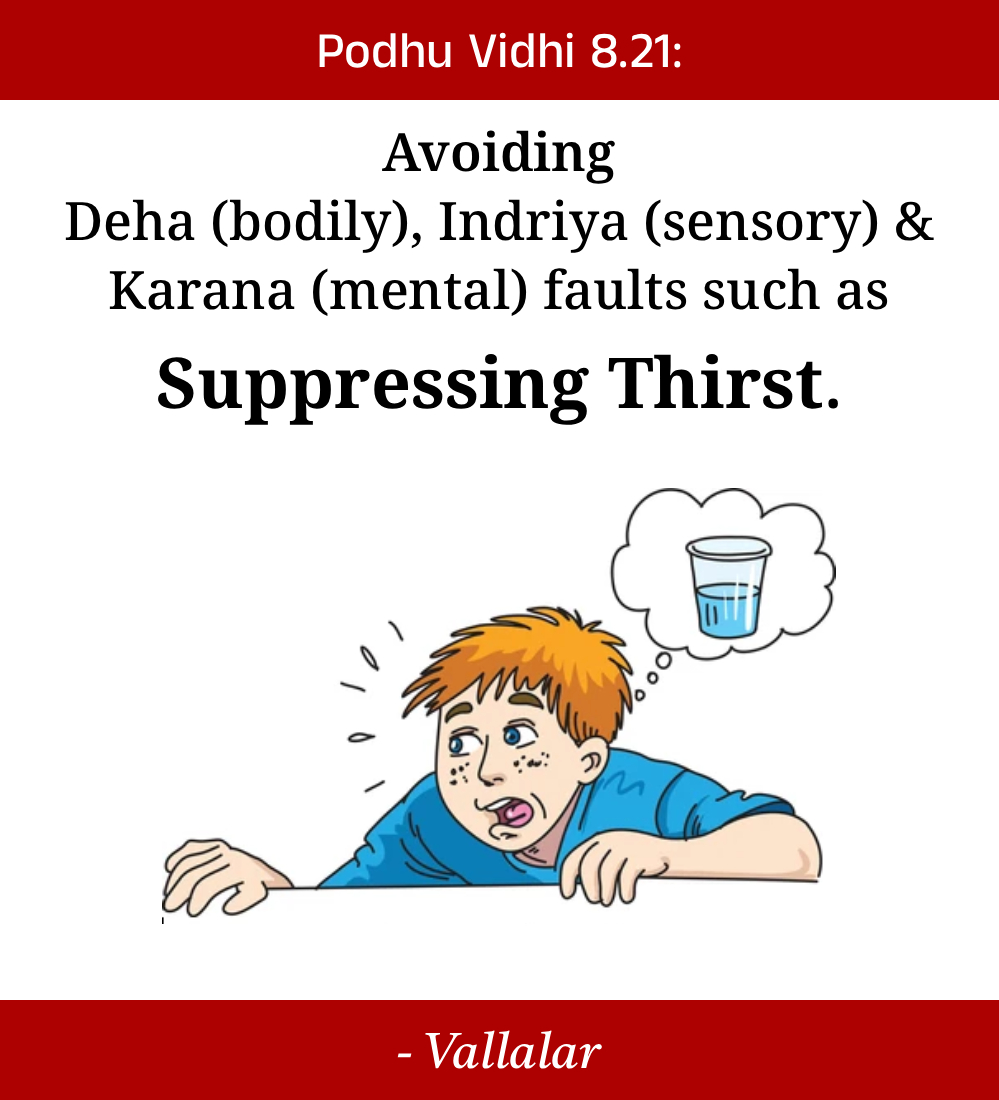 Podhu Vidhi 8.21:
Avoiding
Deha (bodily), Indriya (sensory) &
Karana (mental) faults such as
Suppressing Thirst.
- Vallalar